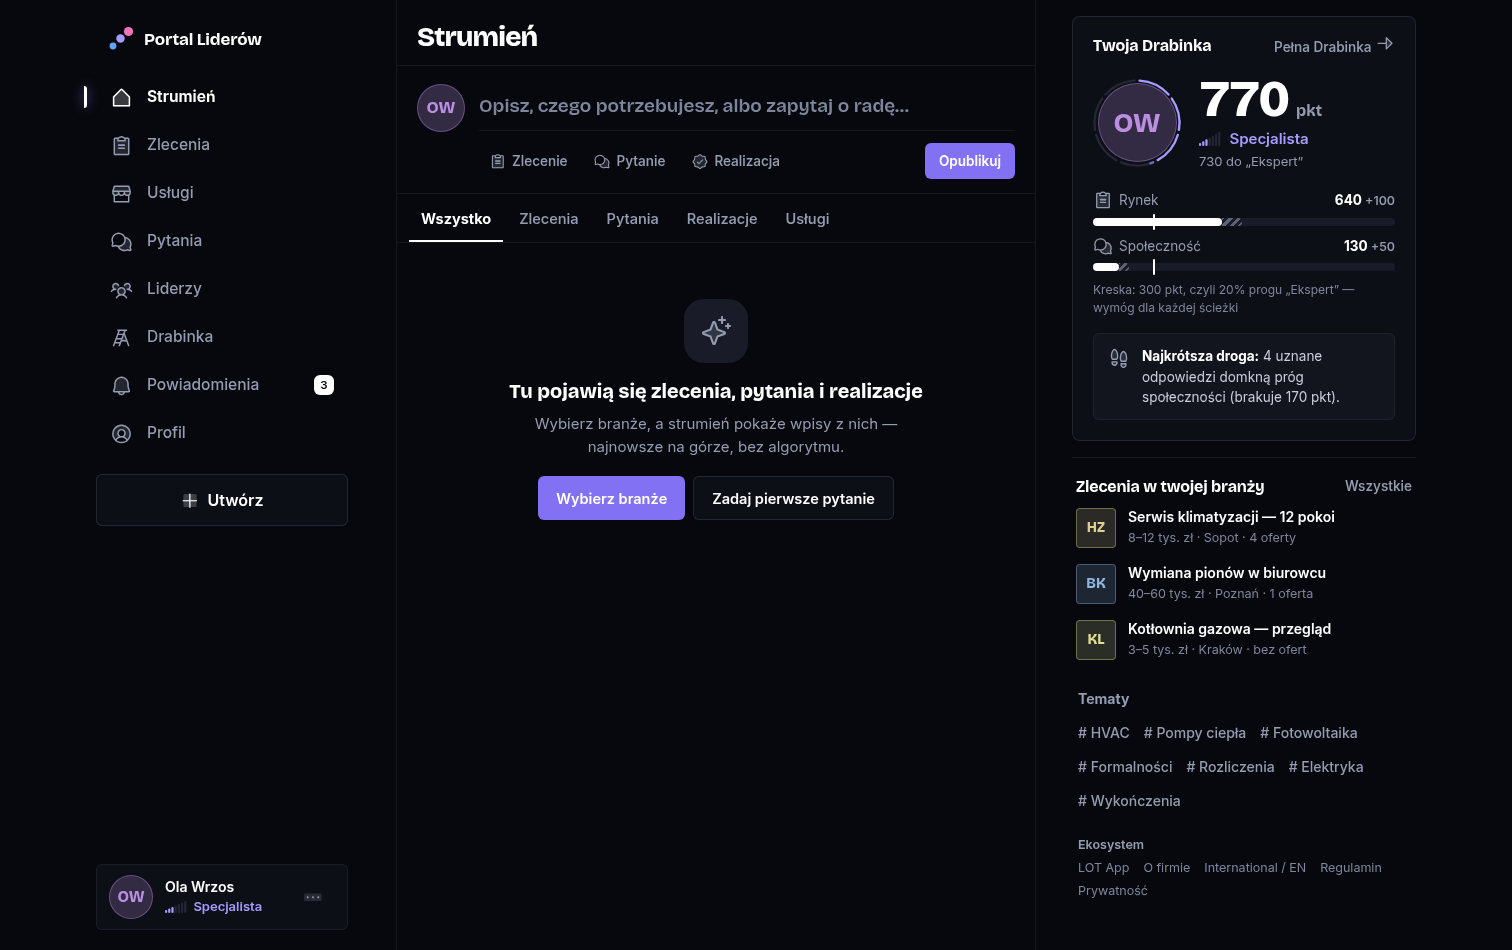 Portal Liderów
Strumień
Zlecenia
Usługi
Pytania
Liderzy
Drabinka
Powiadomienia 3
Profil
Utwórz
OW Ola Wrzos
Specjalista
Strumień
OW Opisz, czego potrzebujesz, albo zapytaj o radę...
Zlecenie Pytanie Realizacja Opublikuj
Wszystko Zlecenia Pytania Realizacje Usługi
Tu pojawią się zlecenia, pytania i realizacje
Wybierz branże, a strumień pokaże wpisy z nich —
najnowsze na górze, bez algorytmu.
Wybierz branże Zadaj pierwsze pytanie
Twoja Drabinka Pełna Drabinka
OW 770 pkt
Specjalista
730 do „Ekspert”
Rynek 640 +100
Społeczność 130 +50
Kreska: 300 pkt, czyli 20% progu „Ekspert” —
wymóg dla każdej ścieżki
Najkrótsza droga: 4 uznane
odpowiedzi domkną próg
społeczności (brakuje 170 pkt).
Zlecenia w twojej branży Wszystkie
HZ Serwis klimatyzacji — 12 pokoi
8–12 tys. zł · Sopot · 4 oferty
BK Wymiana pionów w biurowcu
40–60 tys. zł · Poznań · 1 oferta
KL Kotłownia gazowa — przegląd
3–5 tys. zł · Kraków · bez ofert
Tematy
# HVAC # Pompy ciepła # Fotowoltaika
# Formalności # Rozliczenia # Elektryka
# Wykończenia
Ekosystem
LOT App O firmie International / EN Regulamin
Prywatność